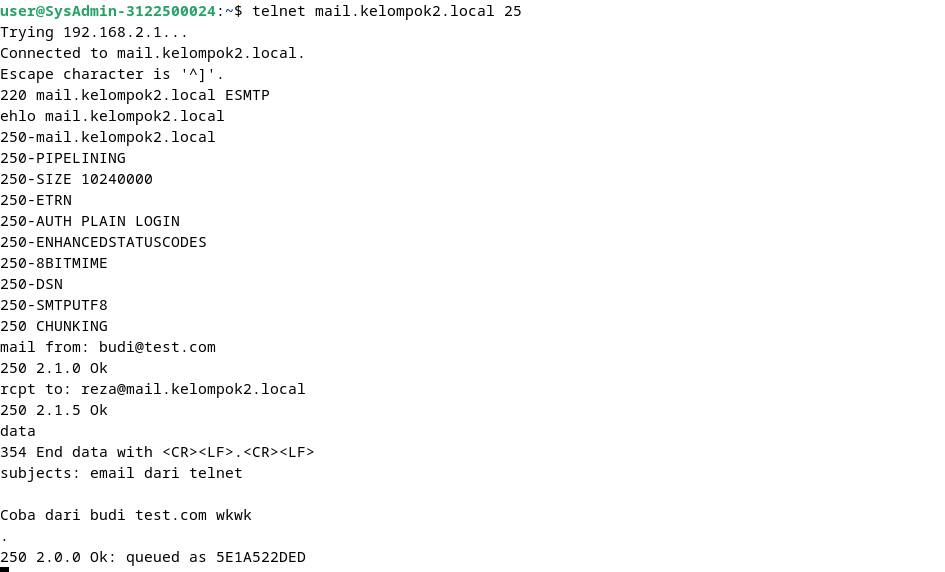 user@SysAdmin-3122500024:~$ telnet mail.kelompok2.local 25
Trying 192.168.2.1...
Connected to mail.kelompok2.local.
Escape character is '^]'.
220 mail.kelompok2.local ESMTP
ehlo mail.kelompok2.local
250-mail.kelompok2.local
250-PIPELINING
250-SIZE 10240000
250-ETRN
250-AUTH PLAIN LOGIN
250-ENHANCEDSTATUSCODES
250-8BITMIME
250-DSN
250-SMTPUTF8
250 CHUNKING
mail from: budi@test.com
250 2.1.0 Ok
rcpt to: reza@mail.kelompok2.local
250 2.1.5 Ok
data
354 End data with <CR><LF>.<CR><LF>
subjects: email dari telnet

Coba dari budi test.com wkwk
.
250 2.0.0 Ok: queued as 5E1A522DED